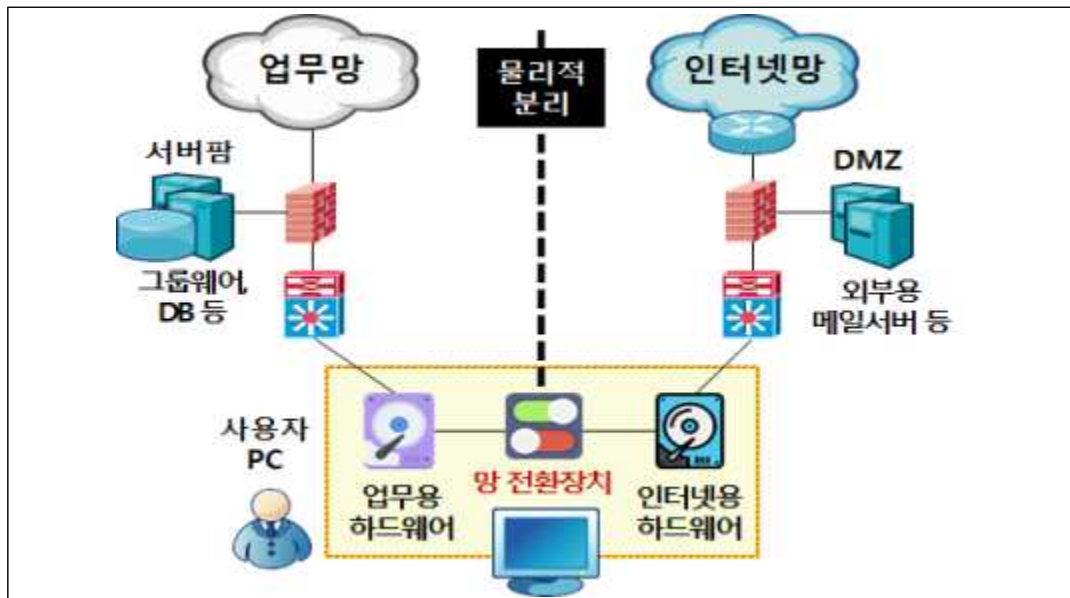 업무망
물리적
분리
인터넷망
서버팜
DMZ
그룹웨어,
DB 등
외부용
메일서버 등
사용자
PC
망 전환장치
업무용
하드웨어
인터넷용
하드웨어